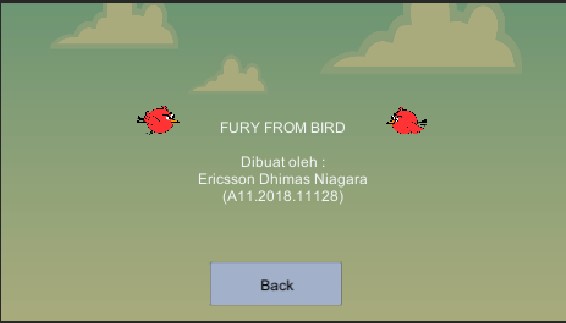 FURY FROM BIRD
Dibuat oleh :
Ericsson Dhimas Niagara
(A11.2018.11128)
Back